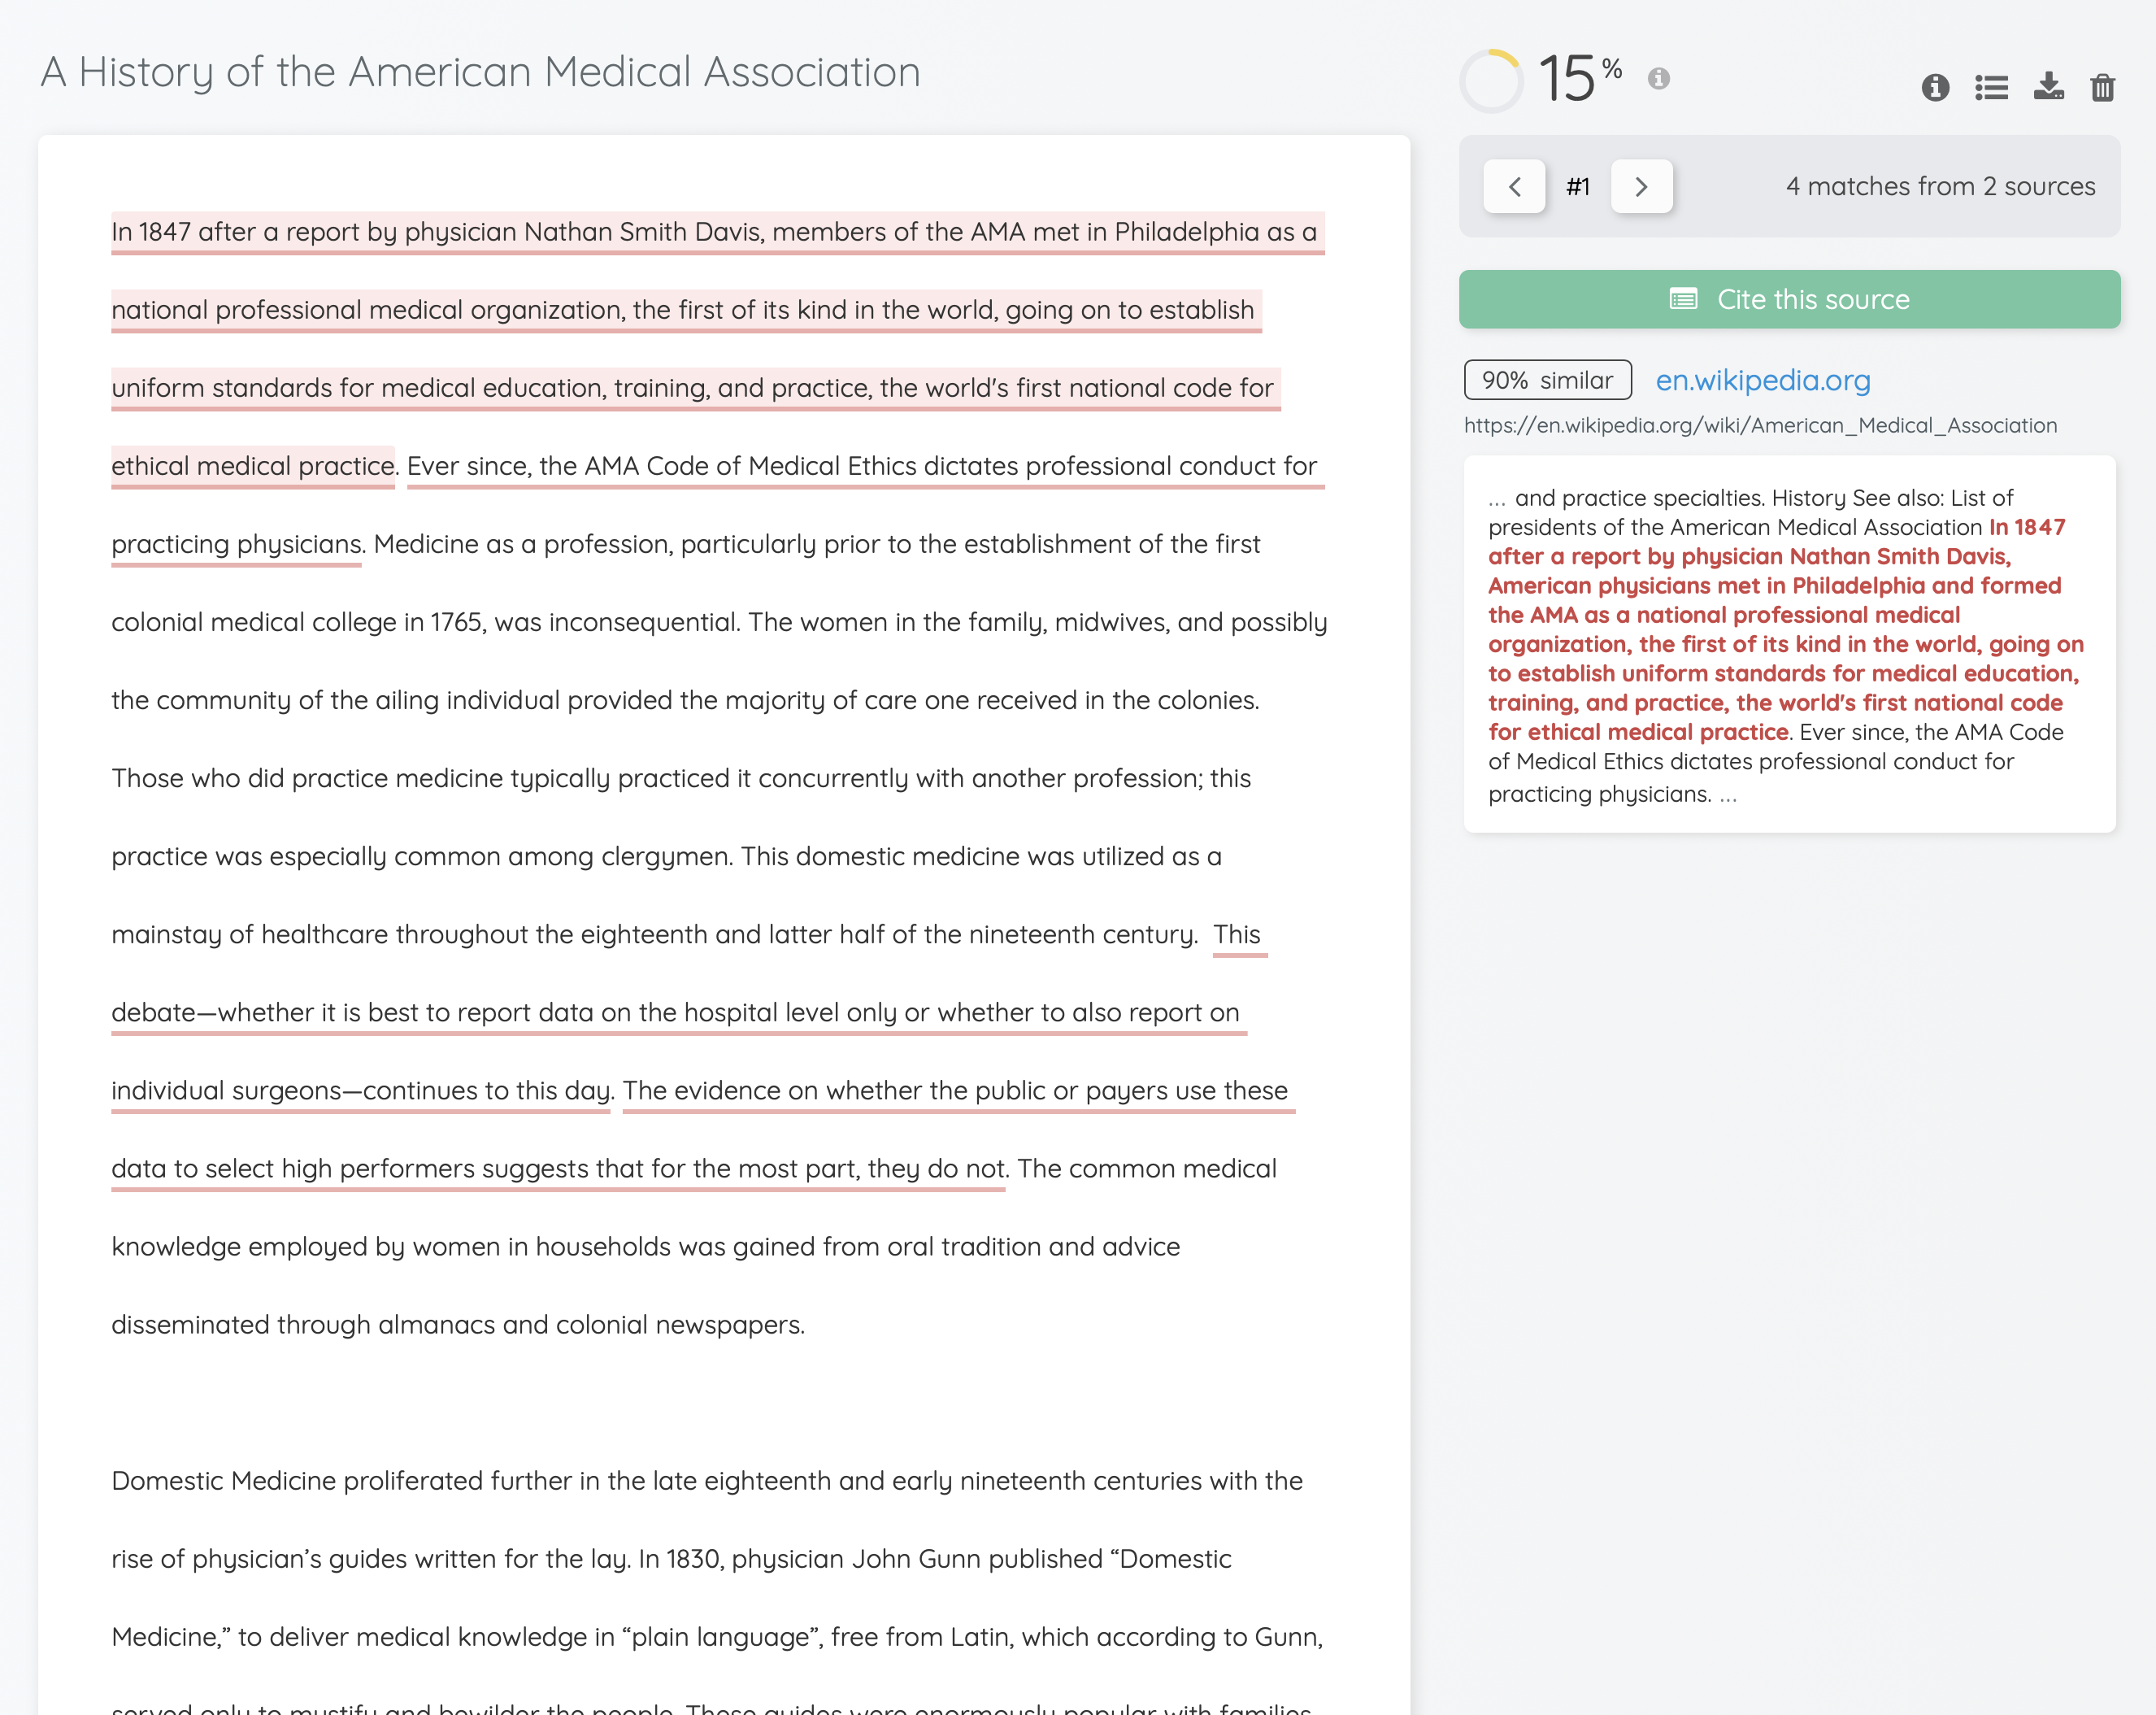 A History of the American Medical Association
In 1847 after a report by physician Nathan Smith Davis, members of the AMA met in Philadelphia as a
national professional medical organization, the first of its kind in the world, going on to establish
uniform standards for medical education, training, and practice, the world's first national code for
ethical medical practice. Ever since, the AMA Code of Medical Ethics dictates professional conduct for
practicing physicians. Medicine as a profession, particularly prior to the establishment of the first
colonial medical college in 1765, was inconsequential. The women in the family, midwives, and possibly
the community of the ailing individual provided the majority of care one received in the colonies.
Those who did practice medicine typically practiced it concurrently with another profession; this
practice was especially common among clergymen. This domestic medicine was utilized as a
mainstay of healthcare throughout the eighteenth and latter half of the nineteenth century. This
debate—whether it is best to report data on the hospital level only or whether to also report on
individual surgeons—continues to this day. The evidence on whether the public or payers use these
data to select high performers suggests that for the most part, they do not. The common medical
knowledge employed by women in households was gained from oral tradition and advice
disseminated through almanacs and colonial newspapers.
Domestic Medicine proliferated further in the late eighteenth and early nineteenth centuries with the
rise of physician’s guides written for the lay. In 1830, physician John Gunn published “Domestic
Medicine,” to deliver medical knowledge in “plain language”, free from Latin, which according to Gunn,
served only to mystify and bewilder the people. These guides were enormously popular with families
15%
#1
4 matches from 2 sources
Cite this source
90% similar en.wikipedia.org
https://en.wikipedia.org/wiki/American_Medical_Association
... and practice specialties. History See also: List of
presidents of the American Medical Association In 1847
after a report by physician Nathan Smith Davis,
American physicians met in Philadelphia and formed
the AMA as a national professional medical
organization, the first of its kind in the world, going on
to establish uniform standards for medical education,
training, and practice, the world's first national code
for ethical medical practice. Ever since, the AMA Code
of Medical Ethics dictates professional conduct for
practicing physicians. ...